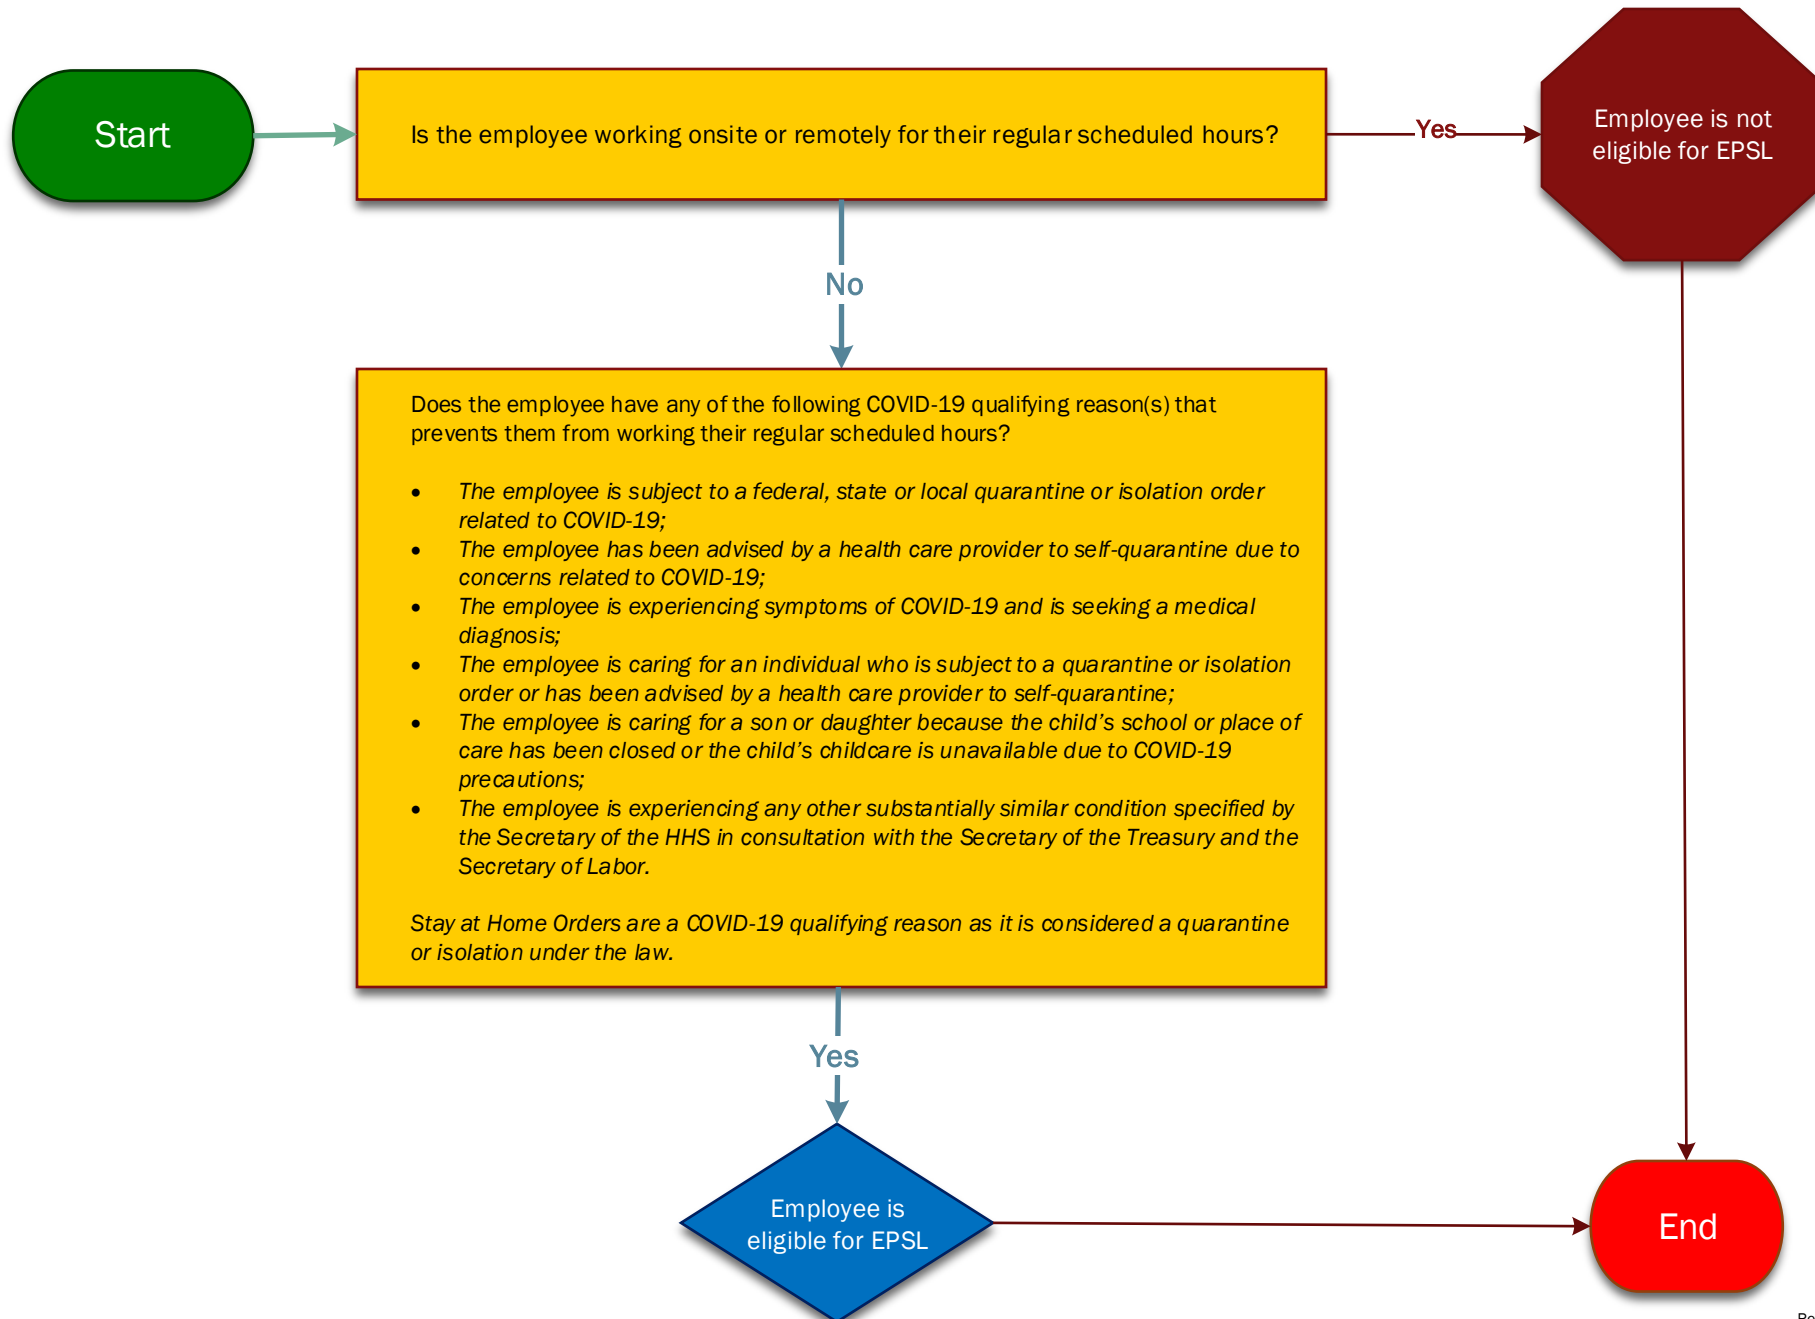 Start
Is the employee working onsite or remotely for their regular scheduled hours?
Yes
Employee is not
eligible for EPSL
No
Does the employee have any of the following COVID-19 qualifying reason(s) that
prevents them from working their regular scheduled hours?
• The employee is subject to a federal, state or local quarantine or isolation order
related to COVID-19;
• The employee has been advised by a health care provider to self-quarantine due to
concerns related to COVID-19;
• The employee is experiencing symptoms of COVID-19 and is seeking a medical
diagnosis;
• The employee is caring for an individual who is subject to a quarantine or isolation
order or has been advised by a health care provider to self-quarantine;
• The employee is caring for a son or daughter because the child’s school or place of
care has been closed or the child’s childcare is unavailable due to COVID-19
precautions;
• The employee is experiencing any other substantially similar condition specified by
the Secretary of the HHS in consultation with the Secretary of the Treasury and the
Secretary of Labor.
Stay at Home Orders are a COVID-19 qualifying reason as it is considered a quarantine
or isolation under the law.
Yes
Employee is
eligible for EPSL
End